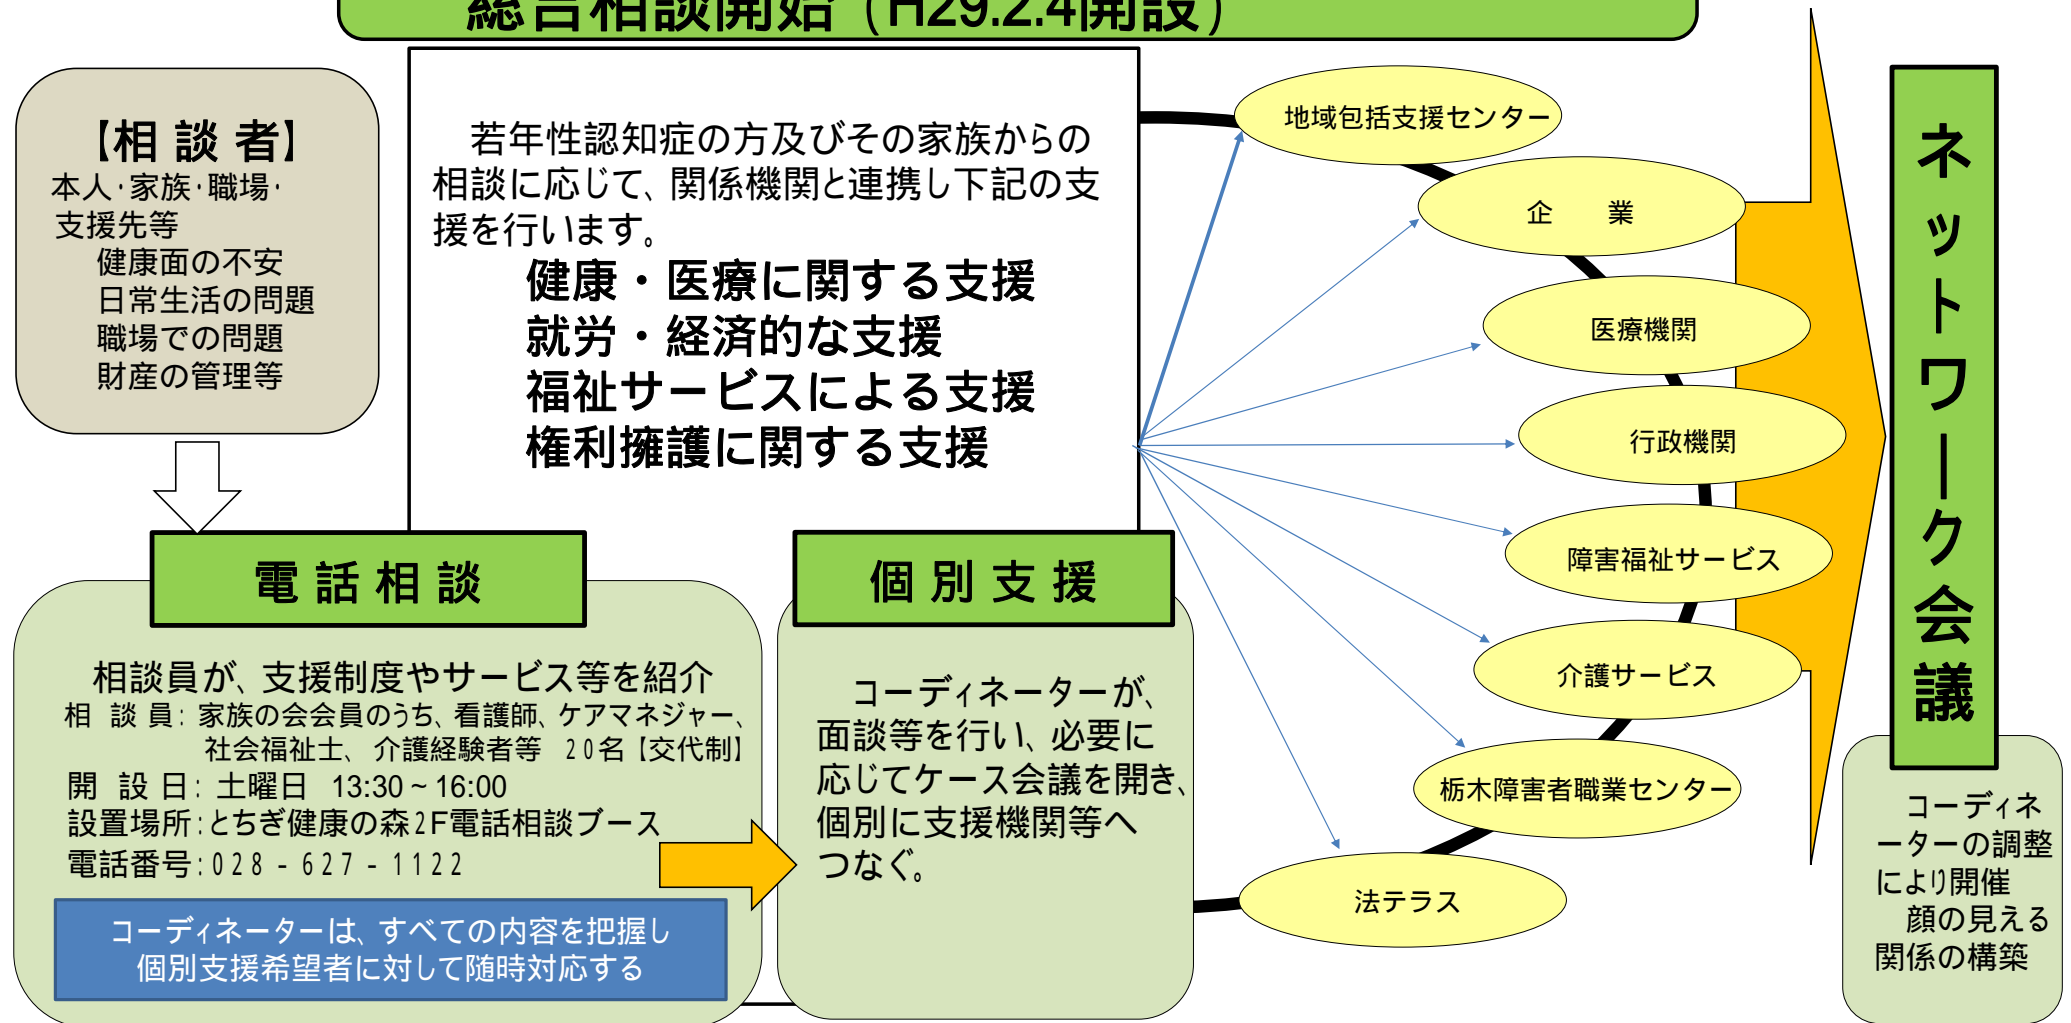 総合相談開始（H29.2.4開設）
【相 談 者】
本人・家族・職場・
支援先等
健康面の不安
日常生活の問題
職場での問題
財産の管理等
若年性認知症の方及びその家族からの
相談に応じて、関係機関と連携し下記の支
援を行います。
健康・医療に関する支援
就労・経済的な支援
福祉サービスによる支援
権利擁護に関する支援
電 話 相 談
相談員が、支援制度やサービス等を紹介
相 談 員：家族の会会員のうち、看護師、ケアマネジャー、
社会福祉士、介護経験者等 20名【交代制】
開 設 日：土曜日 13:30～16:00
設置場所：とちぎ健康の森2F電話相談ブース
電話番号：028－627－1122
コーディネーターは、すべての内容を把握し
個別支援希望者に対して随時対応する
個 別 支 援
コーディネーターが、
面談等を行い、必要に
応じてケース会議を開き、
個別に支援機関等へ
つなぐ。
地域包括支援センター
企 業
医療機関
行政機関
障害福祉サービス
介護サービス
栃木障害者職業センター
法テラス
ネットワーク会議
コーディネ
ーターの調整
により開催
顔の見える
関係の構築